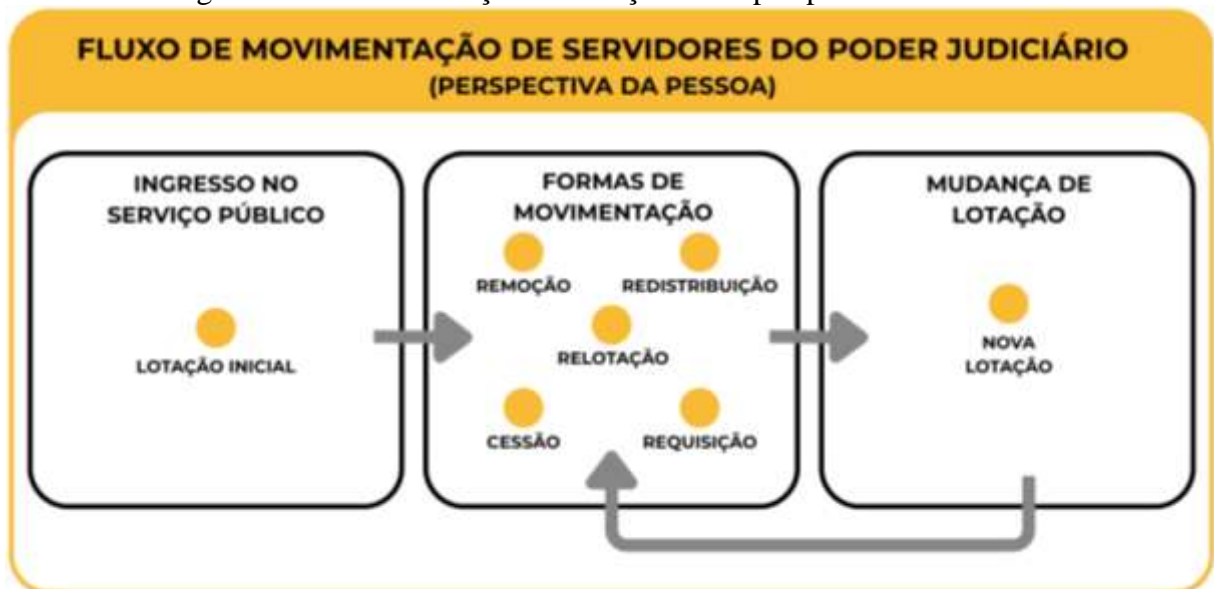 FLUXO DE MOVIMENTAÇÃO DE SERVIDORES DO PODER JUDICIÁRIO
(PERSPECTIVA DA PESSOA)
INGRESSO NO
SERVIÇO PÚBLICO
LOTAÇÃO INICIAL
FORMAS DE
MOVIMENTAÇÃO
REMOÇÃO
REDISTRIBUIÇÃO
RELOTAÇÃO
CESSÃO
REQUISIÇÃO
MUDANÇA DE
LOTAÇÃO
NOVA
LOTAÇÃO